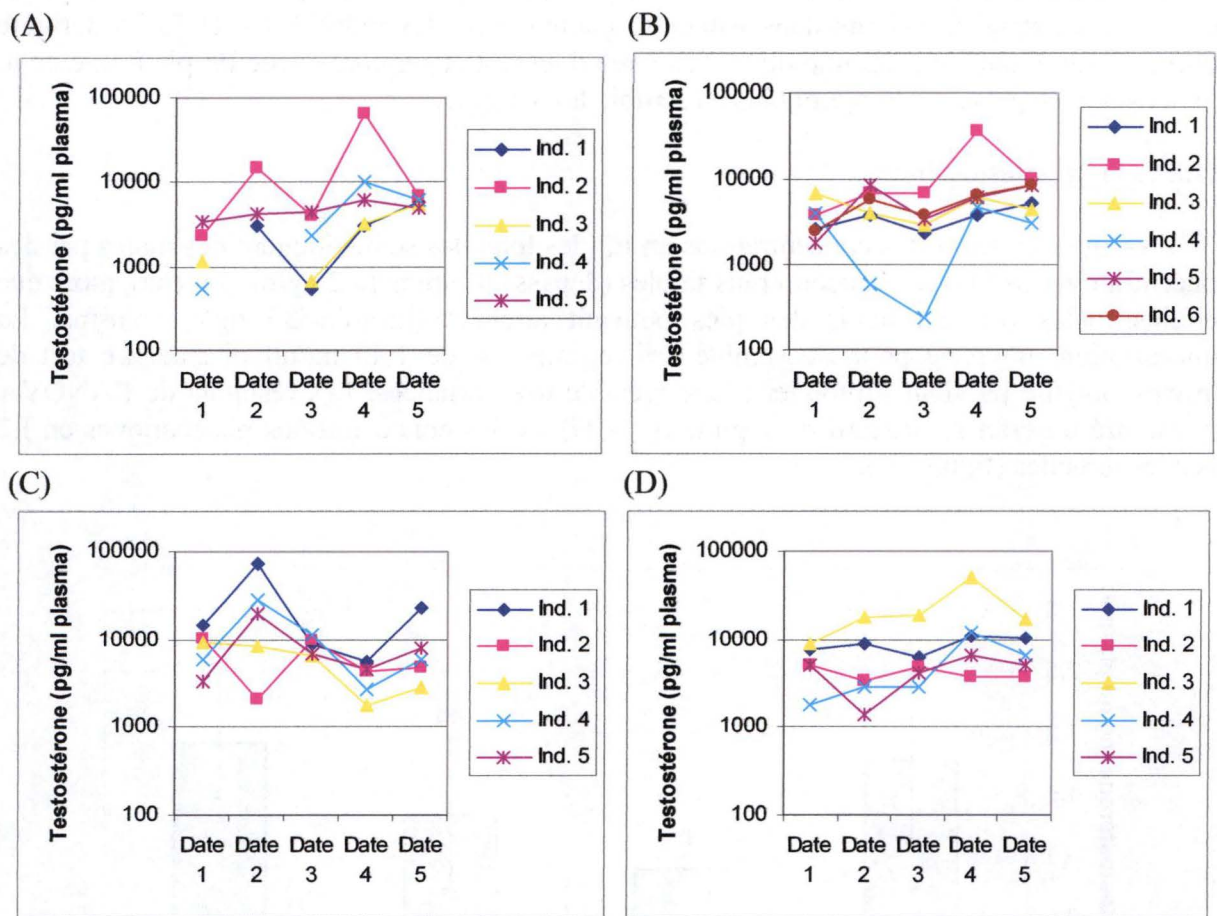 (A)
Testostérone (pg/ml plasma)
100000
10000
1000
100
Date 1
Date 2
Date 3
Date 4
Date 5
Ind. 1
Ind. 2
Ind. 3
Ind. 4
Ind. 5
(B)
Testostérone (pg/ml plasma)
100000
10000
1000
100
Date 1
Date 2
Date 3
Date 4
Date 5
Ind. 1
Ind. 2
Ind. 3
Ind. 4
Ind. 5
Ind. 6
(C)
Testostérone (pg/ml plasma)
100000
10000
1000
100
Date 1
Date 2
Date 3
Date 4
Date 5
Ind. 1
Ind. 2
Ind. 3
Ind. 4
Ind. 5
(D)
Testostérone (pg/ml plasma)
100000
10000
1000
100
Date 1
Date 2
Date 3
Date 4
Date 5
Ind. 1
Ind. 2
Ind. 3
Ind. 4
Ind. 5